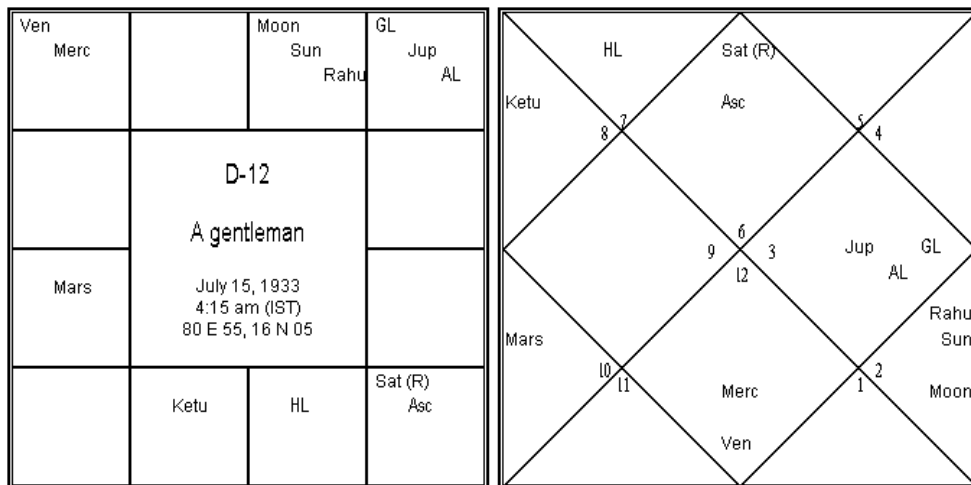 Ven
Merc
Moon
Sun
Rahu
GL
Jup
AL
D-12
A gentleman
July 15, 1933
4:15 am (IST)
80 E 55, 16 N 05
Mars
Ketu
HL
Sat (R)
Asc
HL
Sat (R)
Ketu
Asc
7
8
5
4
6
9
3
12
Jup
GL
AL
Rahu
Sun
Mars
10
11
2
1
Merc
Moon
Ven